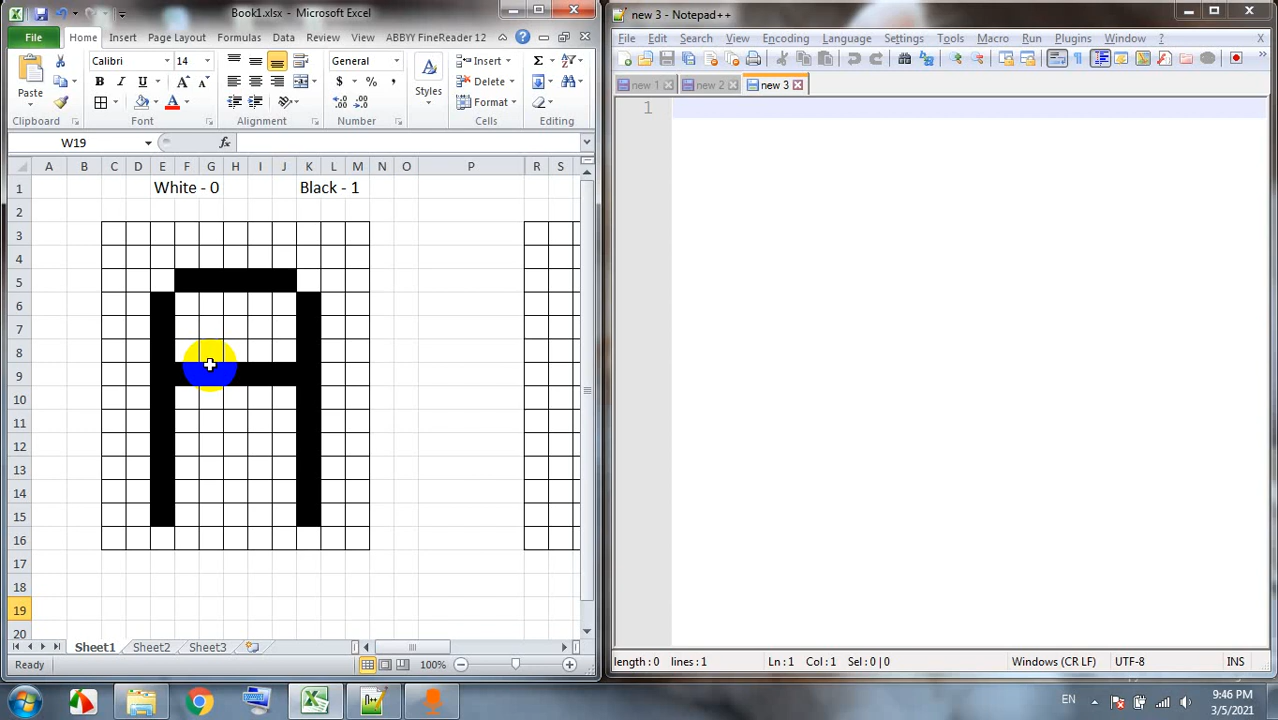 Book1.xlsx - Microsoft Excel
File Home Insert Page Layout Formulas Data Review View ABBYY FineReader 12
Paste
Clipboard
Calibri 14
B I U
Font
Alignment
General
$ % ,
Number
Styles
Insert
Delete
Format
Cells
Editing
W19 fx
A B C D E F G H I J K L M N O P R S
1 White - 0 Black - 1
2
3
4
5
6
7
8
9
10
11
12
13
14
15
16
17
18
19
20
Sheet1 Sheet2 Sheet3
Ready 100%
new 3 - Notepad++
File Edit Search View Encoding Language Settings Tools Macro Run Plugins Window ?
new 1 new 2 new 3
1
length : 0 lines : 1 Ln : 1 Col : 1 Sel : 0 | 0 Windows (CR LF) UTF-8 INS
EN
9:46 PM
3/5/2021